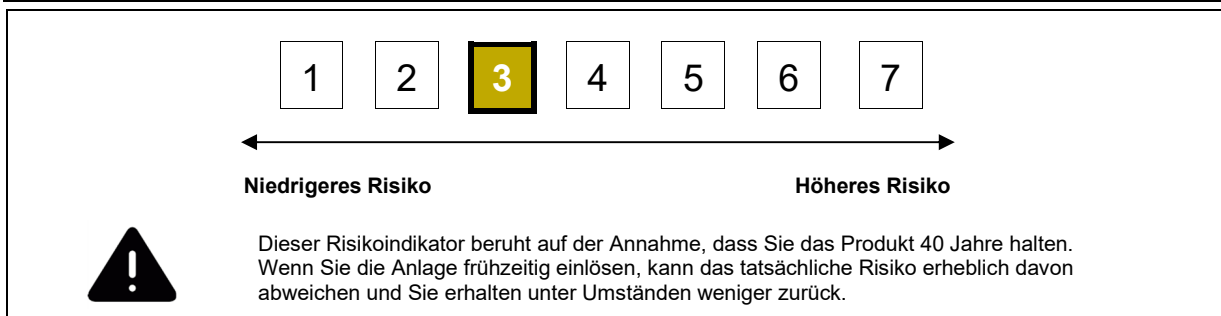 1 2 3 4 5 6 7
Niedrigeres Risiko Höheres Risiko
Dieser Risikoindikator beruht auf der Annahme, dass Sie das Produkt 40 Jahre halten.
Wenn Sie die Anlage frühzeitig einlösen, kann das tatsächliche Risiko erheblich davon
abweichen und Sie erhalten unter Umständen weniger zurück.